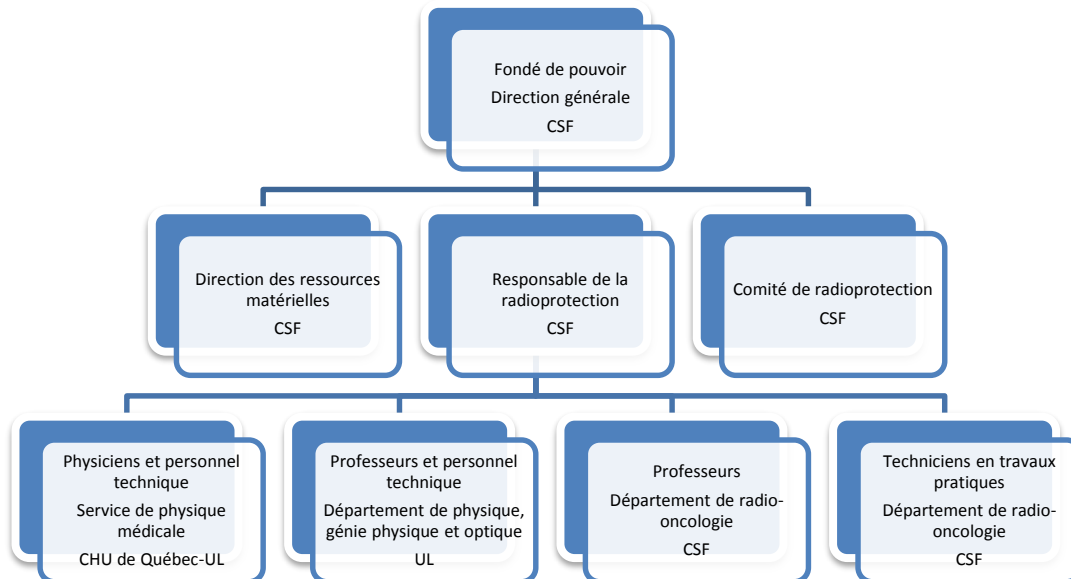 Fondé de pouvoir
Direction générale
CSF
Direction des ressources
matérielles
CSF
Responsable de la
radioprotection
CSF
Comité de radioprotection
CSF
Physiciens et personnel
technique
Service de physique
médicale
CHU de Québec-UL
Professeurs et personnel
technique
Département de physique,
génie physique et optique
UL
Professeurs
Département de radio-
oncologie
CSF
Techniciens en travaux
pratiques
Département de radio-
oncologie
CSF